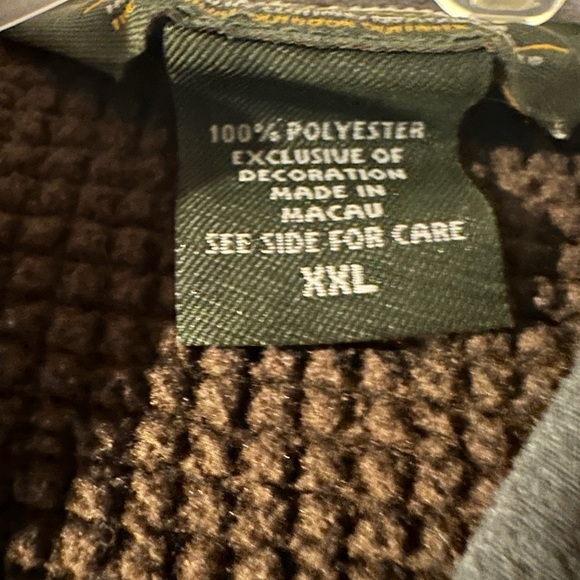 100% POLYESTER
EXCLUSIVE OF
DECORATION
MADE IN
MACAU
SEE SIDE FOR CARE
XXL